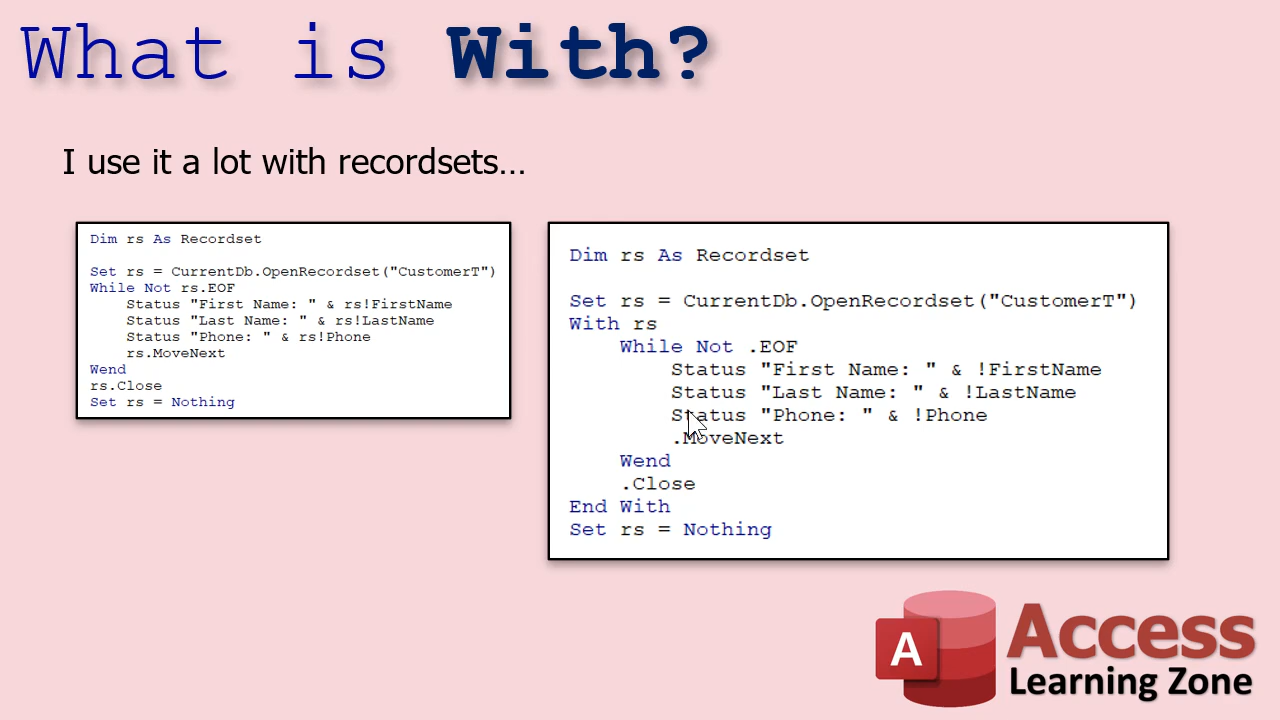 What is With?
I use it a lot with recordsets…
Dim rs As Recordset
Set rs = CurrentDb.OpenRecordset("CustomerT")
While Not rs.EOF
Status "First Name: " & rs!FirstName
Status "Last Name: " & rs!LastName
Status "Phone: " & rs!Phone
rs.MoveNext
Wend
rs.Close
Set rs = Nothing
Dim rs As Recordset
Set rs = CurrentDb.OpenRecordset("CustomerT")
With rs
While Not .EOF
Status "First Name: " & !FirstName
Status "Last Name: " & !LastName
Status "Phone: " & !Phone
.MoveNext
Wend
.Close
End With
Set rs = Nothing
A
Access
Learning Zone